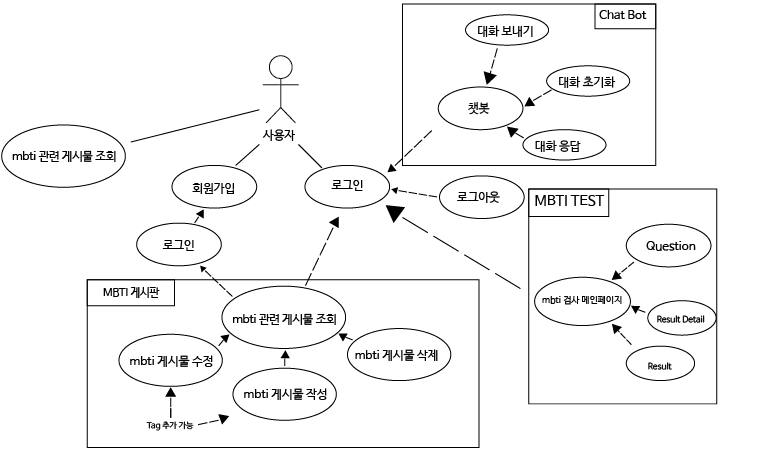 Chat Bot
대화 보내기
대화 초기화
챗봇
대화 응답
사용자
mbti 관련 게시물 조회
회원가입
로그인
로그아웃
로그인
MBTI TEST
Question
mbti 검사 메인페이지
Result Detail
Result
MBTI 게시판
mbti 관련 게시물 조회
mbti 게시물 수정
mbti 게시물 삭제
mbti 게시물 작성
Tag 추가 가능